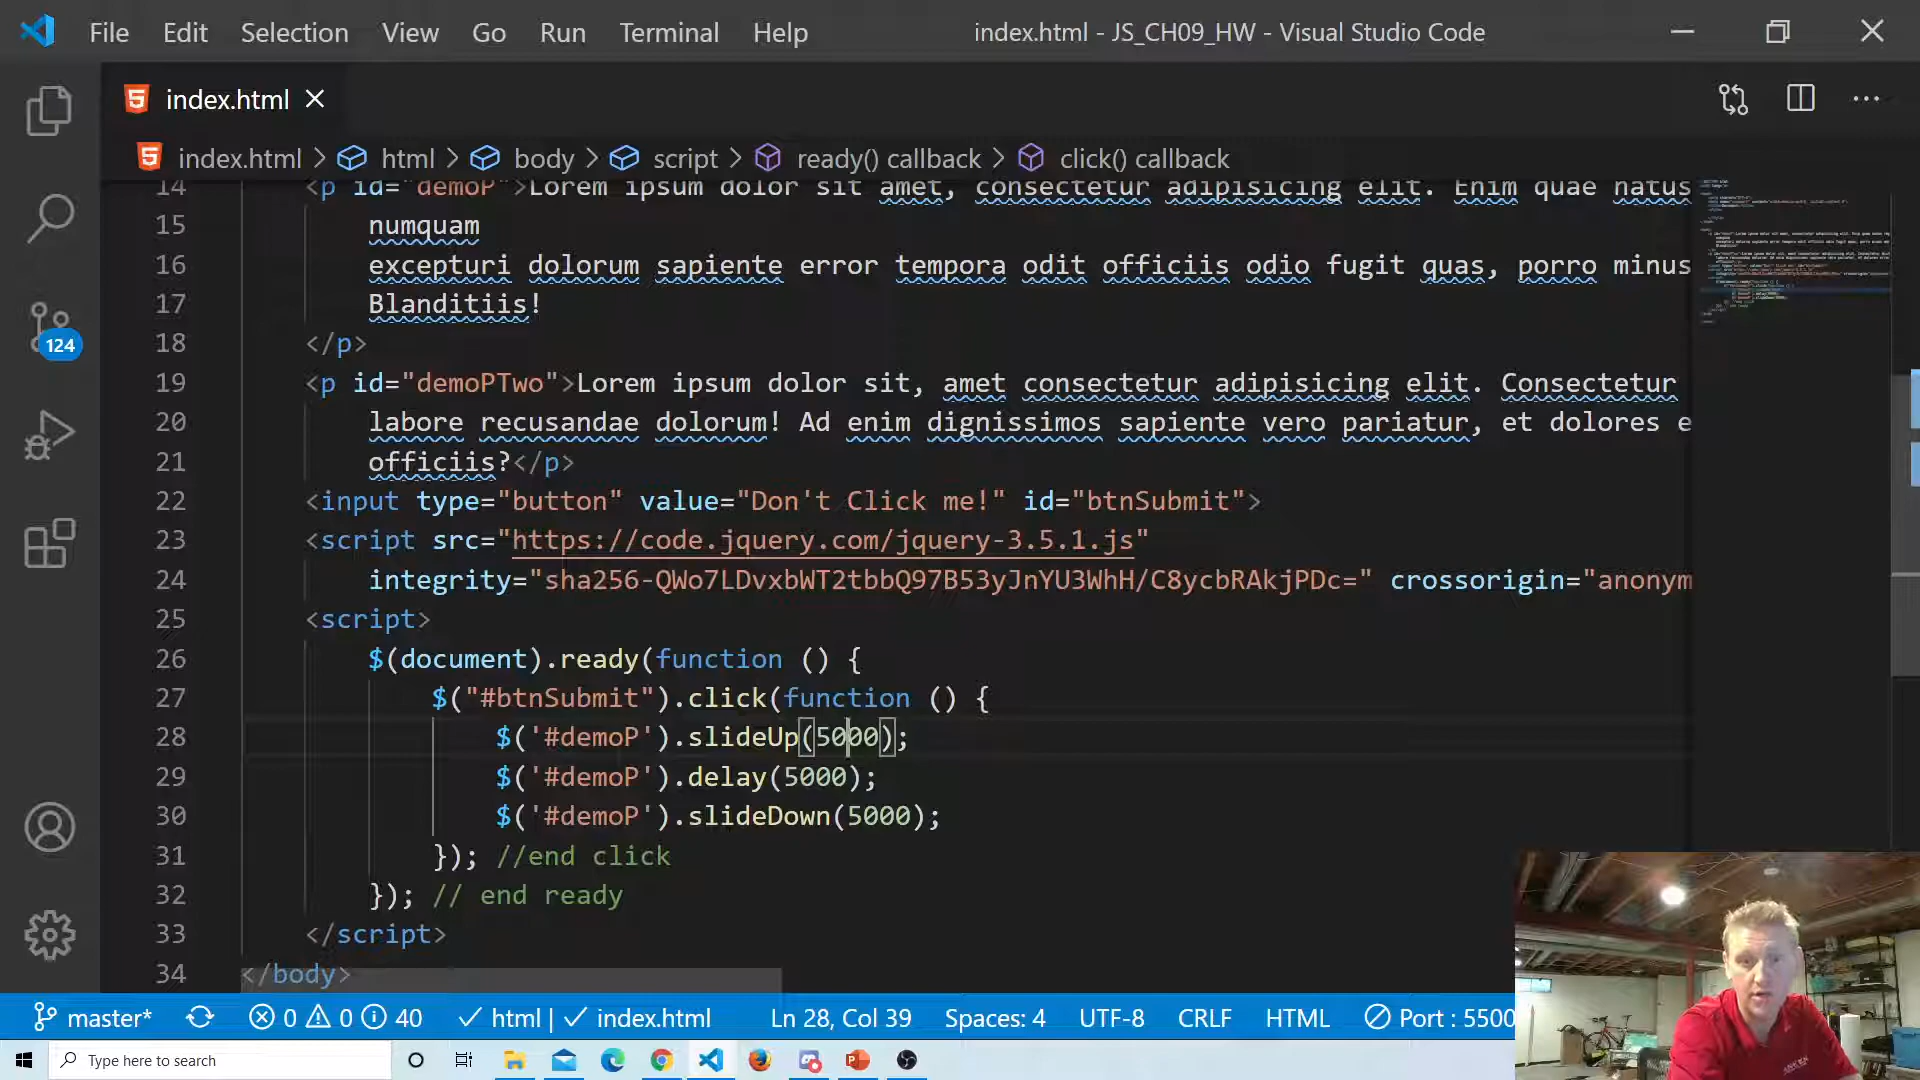 File Edit Selection View Go Run Terminal Help index.html - JS_CH09_HW - Visual Studio Code
index.html
index.html > html > body > script > ready() callback > click() callback
14 <p id="demoP">Lorem ipsum dolor sit amet, consectetur adipisicing elit. Enim quae natus
15 numquam
16 excepturi dolorum sapiente error tempora odit officiis odio fugit quas, porro minus
17 Blanditiis!
18 </p>
19 <p id="demoPTwo">Lorem ipsum dolor sit, amet consectetur adipisicing elit. Consectetur
20 labore recusandae dolorum! Ad enim dignissimos sapiente vero pariatur, et dolores e
21 officiis?</p>
22 <input type="button" value="Don't Click me!" id="btnSubmit">
23 <script src="https://code.jquery.com/jquery-3.5.1.js"
24 integrity="sha256-QWo7LDvxbWT2tbbQ97B53yJnYU3WhH/C8ycbRAkjPDc=" crossorigin="anonym
25 <script>
26 $(document).ready(function () {
27 $("#btnSubmit").click(function () {
28 $('#demoP').slideUp(5000);
29 $('#demoP').delay(5000);
30 $('#demoP').slideDown(5000);
31 }); //end click
32 }); // end ready
33 </script>
34 </body>
124
master* 0 0 40 html | index.html Ln 28, Col 39 Spaces: 4 UTF-8 CRLF HTML Port : 5500
Type here to search